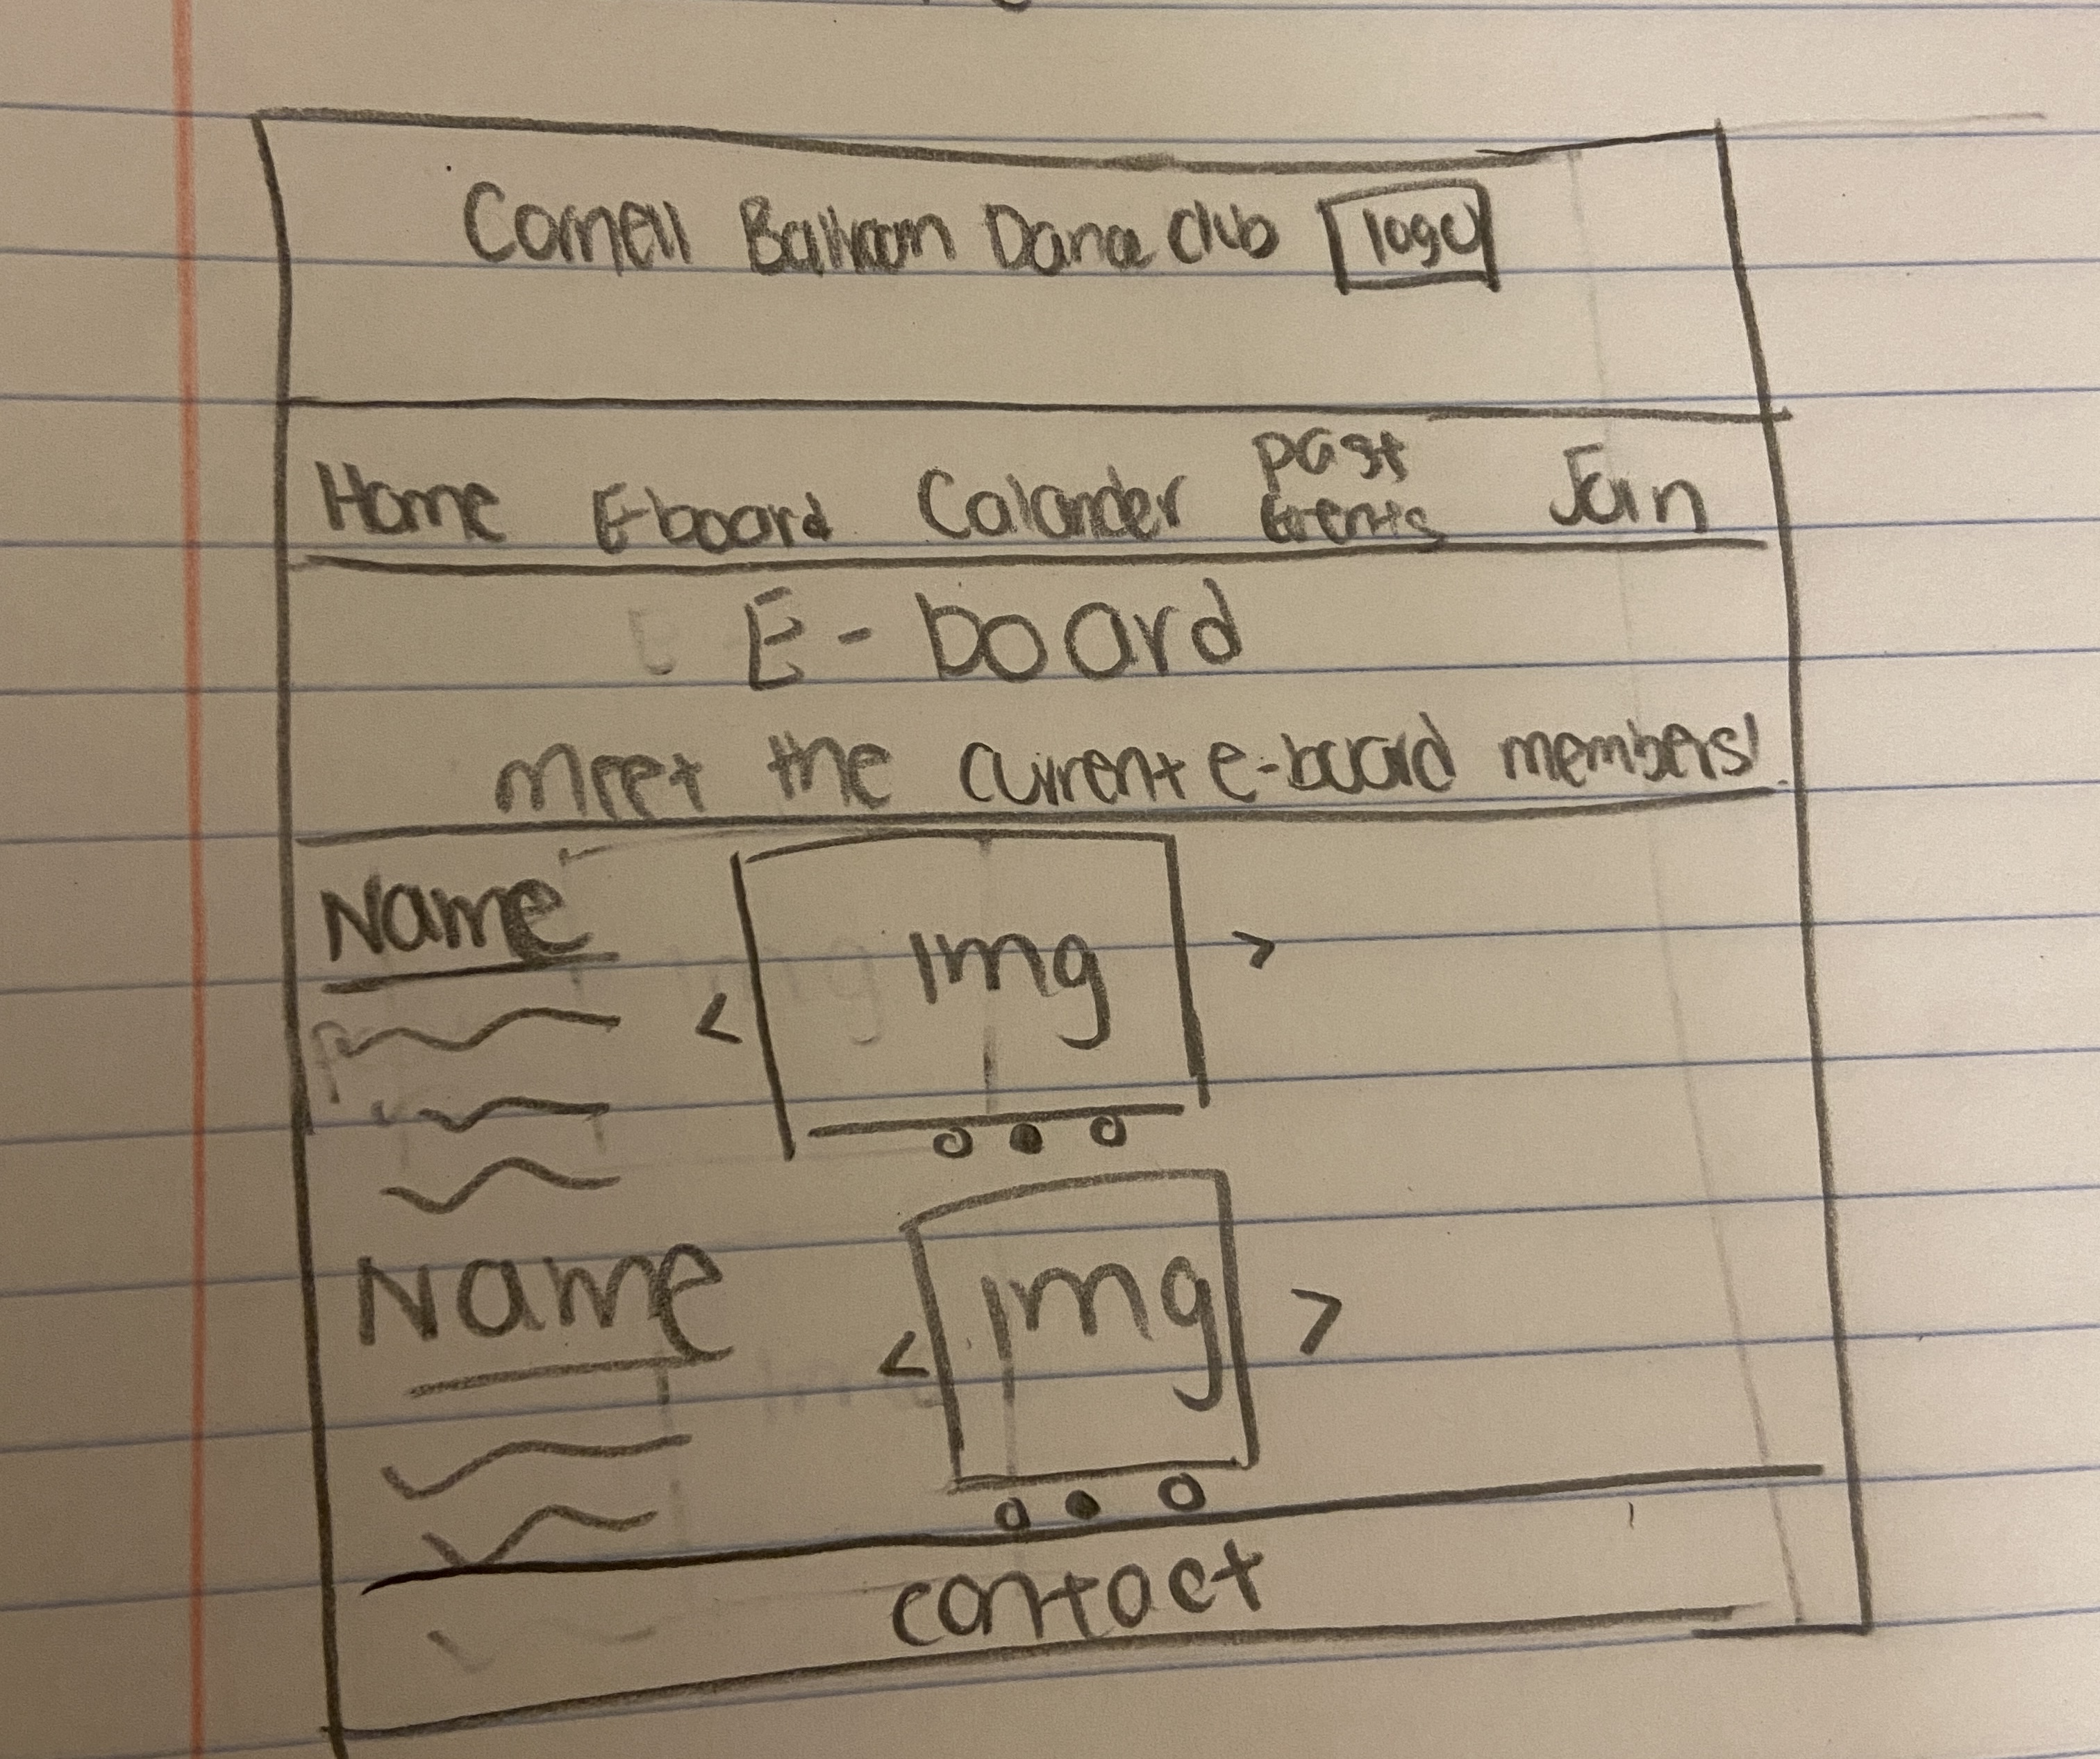 Cornell Ballroom Dance Club logo
Home E-board Calander Past Events Join
E-board
meet the current e-board members!
Name
< img >
Name
< img >
contact